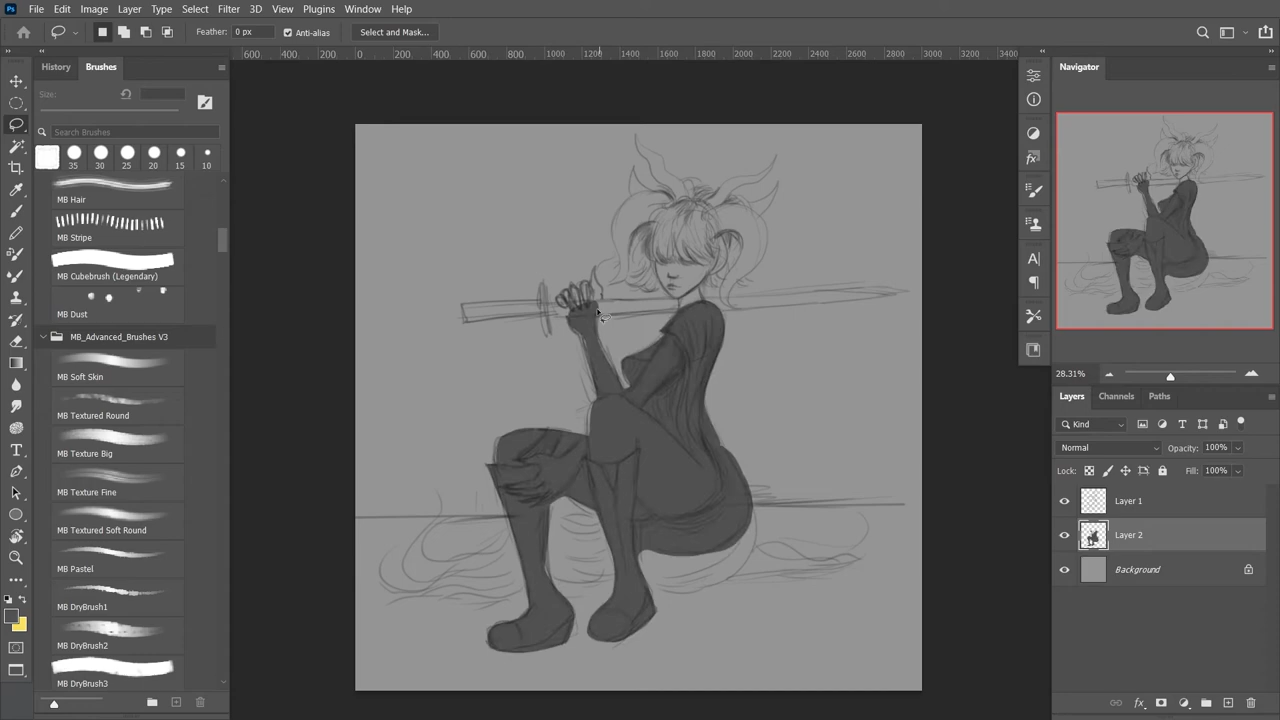 Ps File Edit Image Layer Type Select Filter 3D View Plugins Window Help
Feather: 0 px Anti-alias Select and Mask...
600 400 200 0 200 400 600 800 1000 1200 1400 1600 1800 2000 2200 2400 2600 2800 3000 3200 3400
History Brushes
Size:
Search Brushes
35 30 25 20 15 10
MB Hair
MB Stripe
MB Cubebrush (Legendary)
MB Dust
MB_Advanced_Brushes V3
MB Soft Skin
MB Textured Round
MB Texture Big
MB Texture Fine
MB Textured Soft Round
MB Pastel
MB DryBrush1
MB DryBrush2
MB DryBrush3
Navigator
28.31%
Layers Channels Paths
Kind
Normal Opacity: 100%
Lock: Fill: 100%
Layer 1
Layer 2
Background